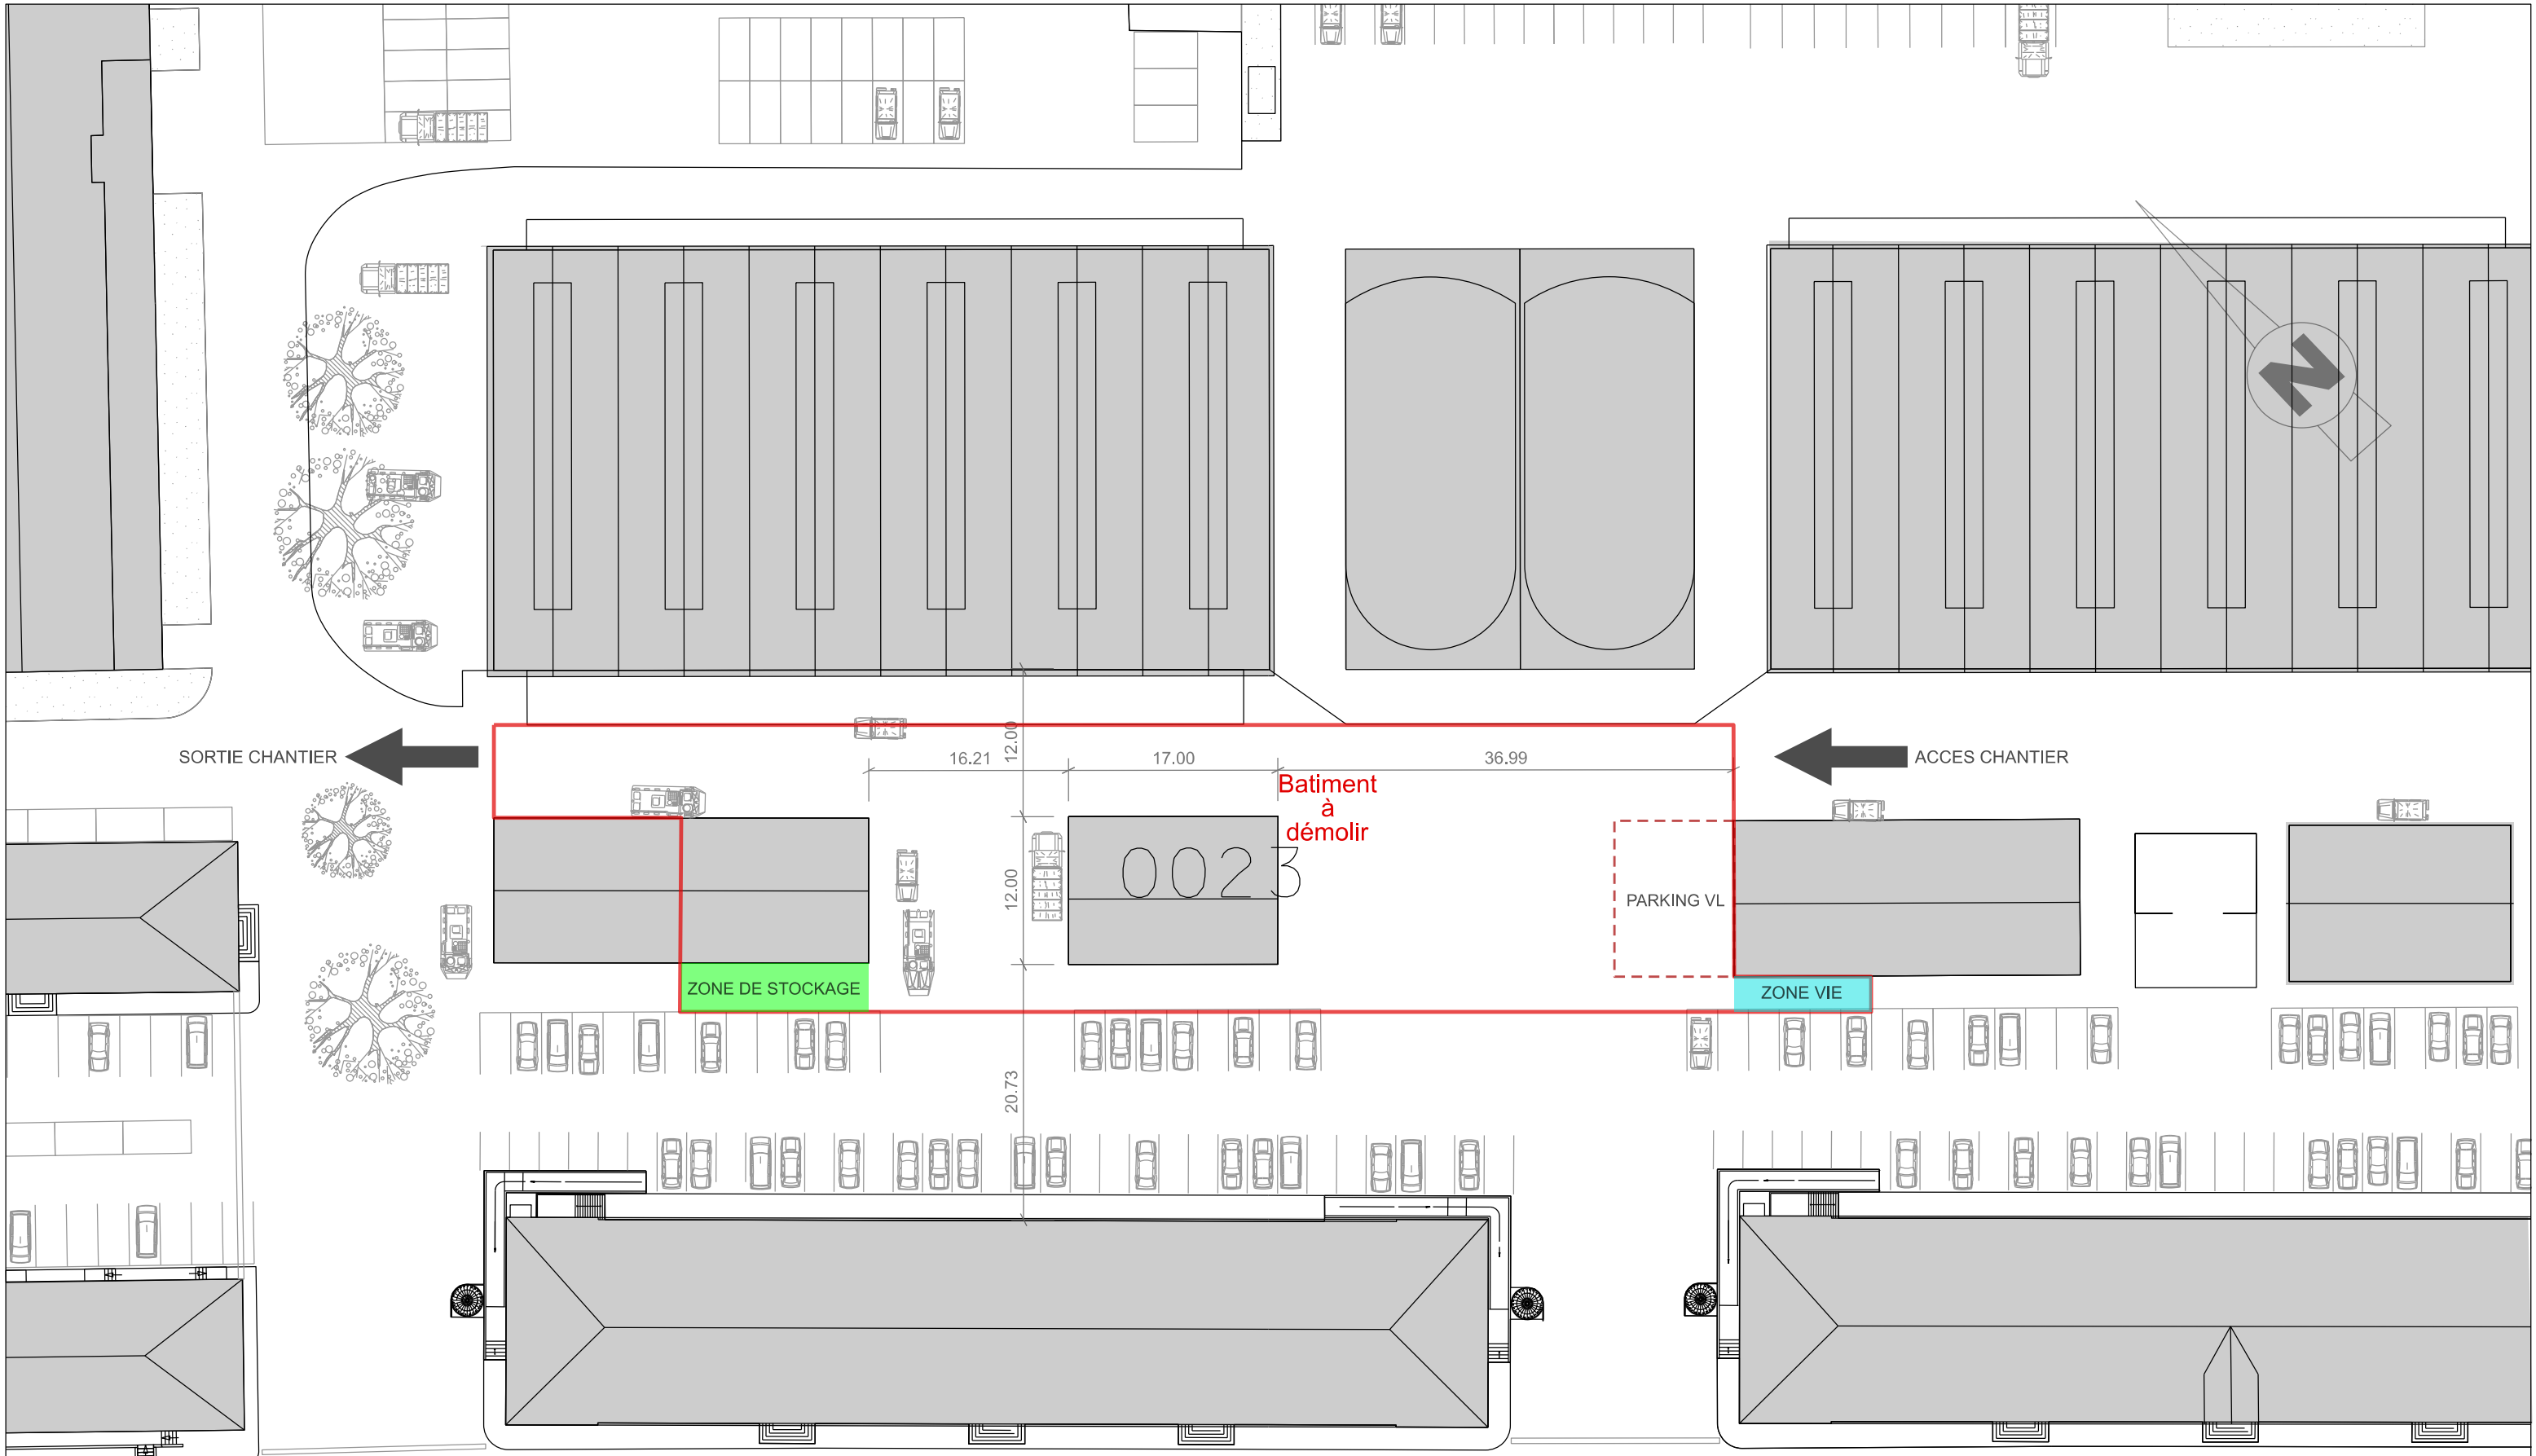 N
12.00
SORTIE CHANTIER
16.21
17.00
36.99
ACCES CHANTIER
Batiment
à
démolir
0023
12.00
PARKING VL
ZONE DE STOCKAGE
ZONE VIE
20.73